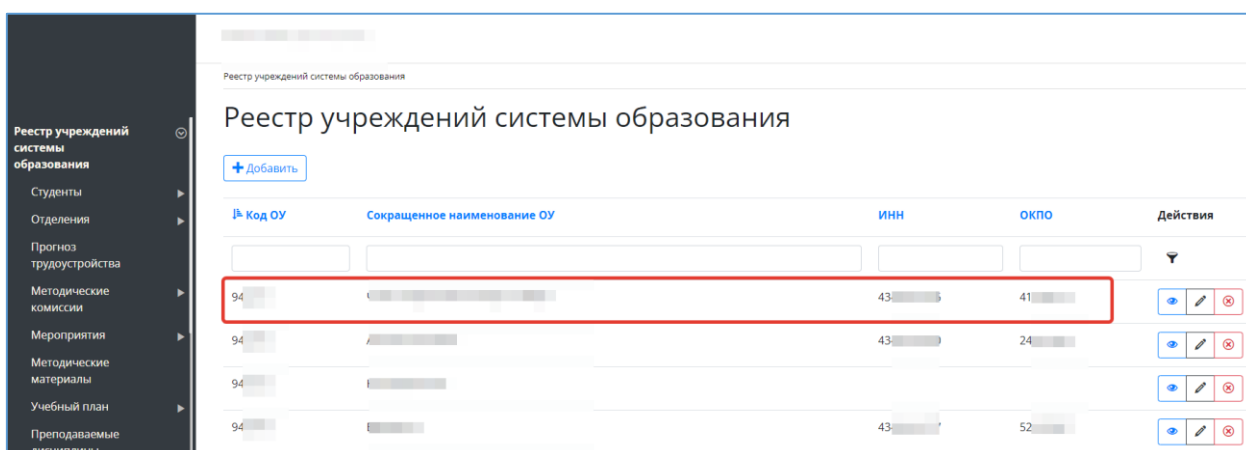 Реестр учреждений системы образования
Реестр учреждений системы образования
Добавить
Реестр учреждений
системы
образования
Студенты
Отделения
Прогноз
трудоустройства
Методические
комиссии
Мероприятия
Методические
материалы
Учебный план
Преподаваемые
Код ОУ Сокращенное наименование ОУ ИНН ОКПО Действия
94 43 41
94 43 24
94
94 43 52